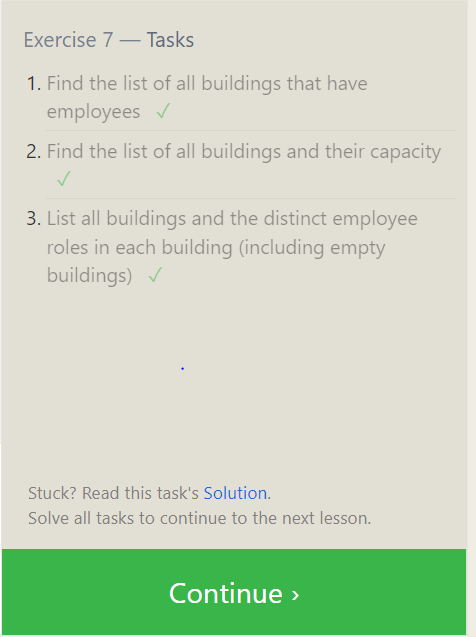 Exercise 7 — Tasks
1. Find the list of all buildings that have
employees ✓
2. Find the list of all buildings and their capacity
✓
3. List all buildings and the distinct employee
roles in each building (including empty
buildings) ✓
Stuck? Read this task's Solution.
Solve all tasks to continue to the next lesson.
Continue ›